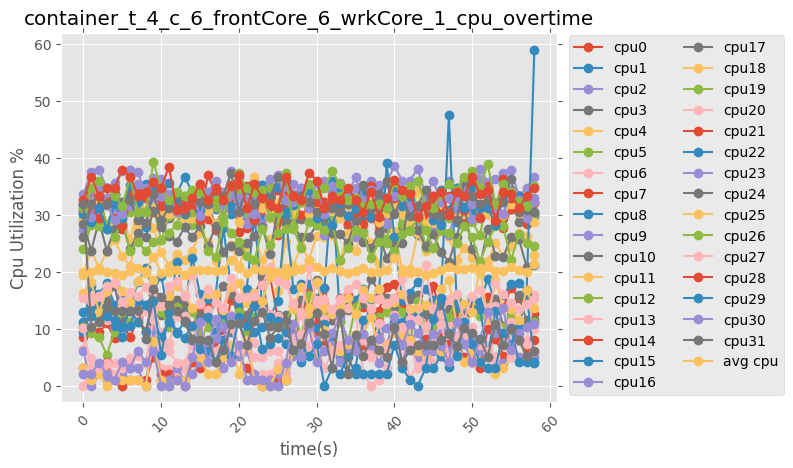 container_t_4_c_6_frontCore_6_wrkCore_1_cpu_overtime
Cpu Utilization %
60
50
40
30
20
10
0
0
10
20
30
40
50
60
time(s)
cpu0
cpu1
cpu2
cpu3
cpu4
cpu5
cpu6
cpu7
cpu8
cpu9
cpu10
cpu11
cpu12
cpu13
cpu14
cpu15
cpu16
cpu17
cpu18
cpu19
cpu20
cpu21
cpu22
cpu23
cpu24
cpu25
cpu26
cpu27
cpu28
cpu29
cpu30
cpu31
avg cpu